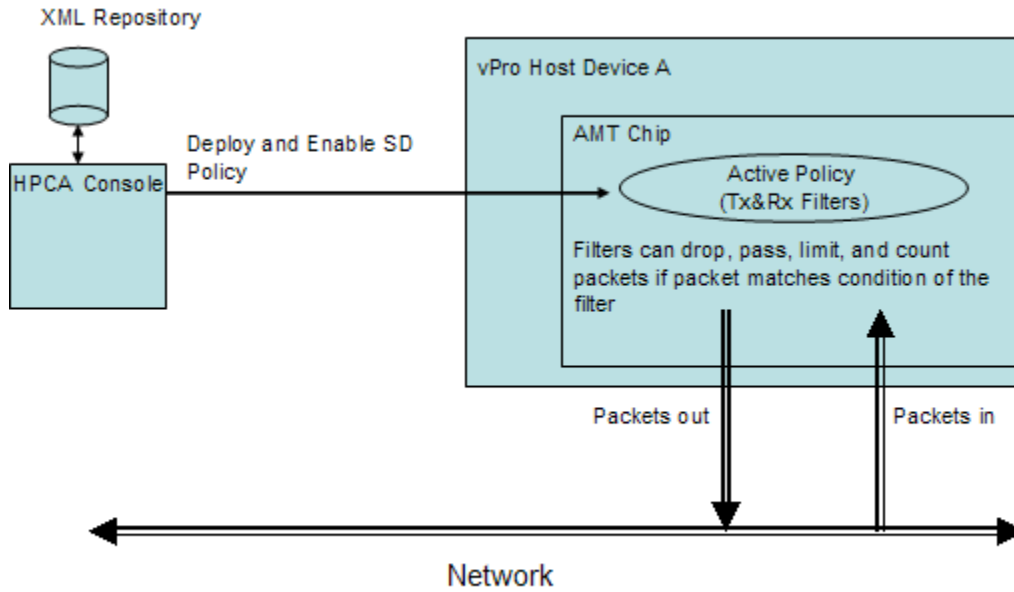 XML Repository
vPro Host Device A
AMT Chip
Deploy and Enable SD
Policy
HPCA Console
Active Policy
(Tx&Rx Filters)
Filters can drop, pass, limit, and count
packets if packet matches condition of the
filter
Packets out
Packets in
Network